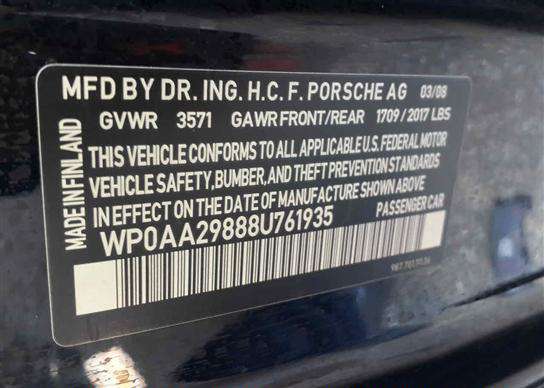 MFD BY DR. ING. H.C. F. PORSCHE AG 03/08
GVWR 3571 GAWR FRONT/REAR 1709 / 2017 LBS
MADE IN FINLAND
THIS VEHICLE CONFORMS TO ALL APPLICABLE U.S. FEDERAL MOTOR
VEHICLE SAFETY, BUMBER, AND THEFT PREVENTION STANDARDS
IN EFFECT ON THE DATE OF MANUFACTURE SHOWN ABOVE
WP0AA29888U761935 PASSENGER CAR